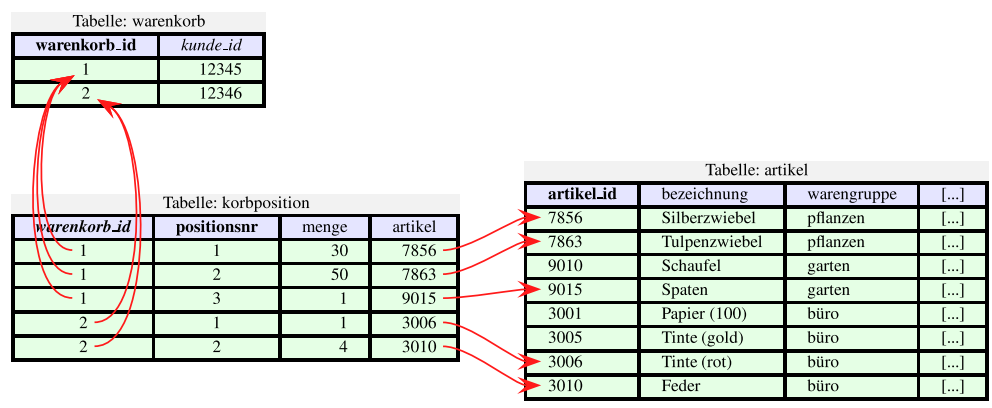 Tabelle: warenkorb
warenkorb_id kunde_id
1 12345
2 12346
Tabelle: korbposition
warenkorb_id positionsnr menge artikel
1 1 30 7856
1 2 50 7863
1 3 1 9015
2 1 1 3006
2 2 4 3010
Tabelle: artikel
artikel_id bezeichnung warengruppe [...]
7856 Silberzwiebel pflanzen [...]
7863 Tulpenzwiebel pflanzen [...]
9010 Schaufel garten [...]
9015 Spaten garten [...]
3001 Papier (100) büro [...]
3005 Tinte (gold) büro [...]
3006 Tinte (rot) büro [...]
3010 Feder büro [...]